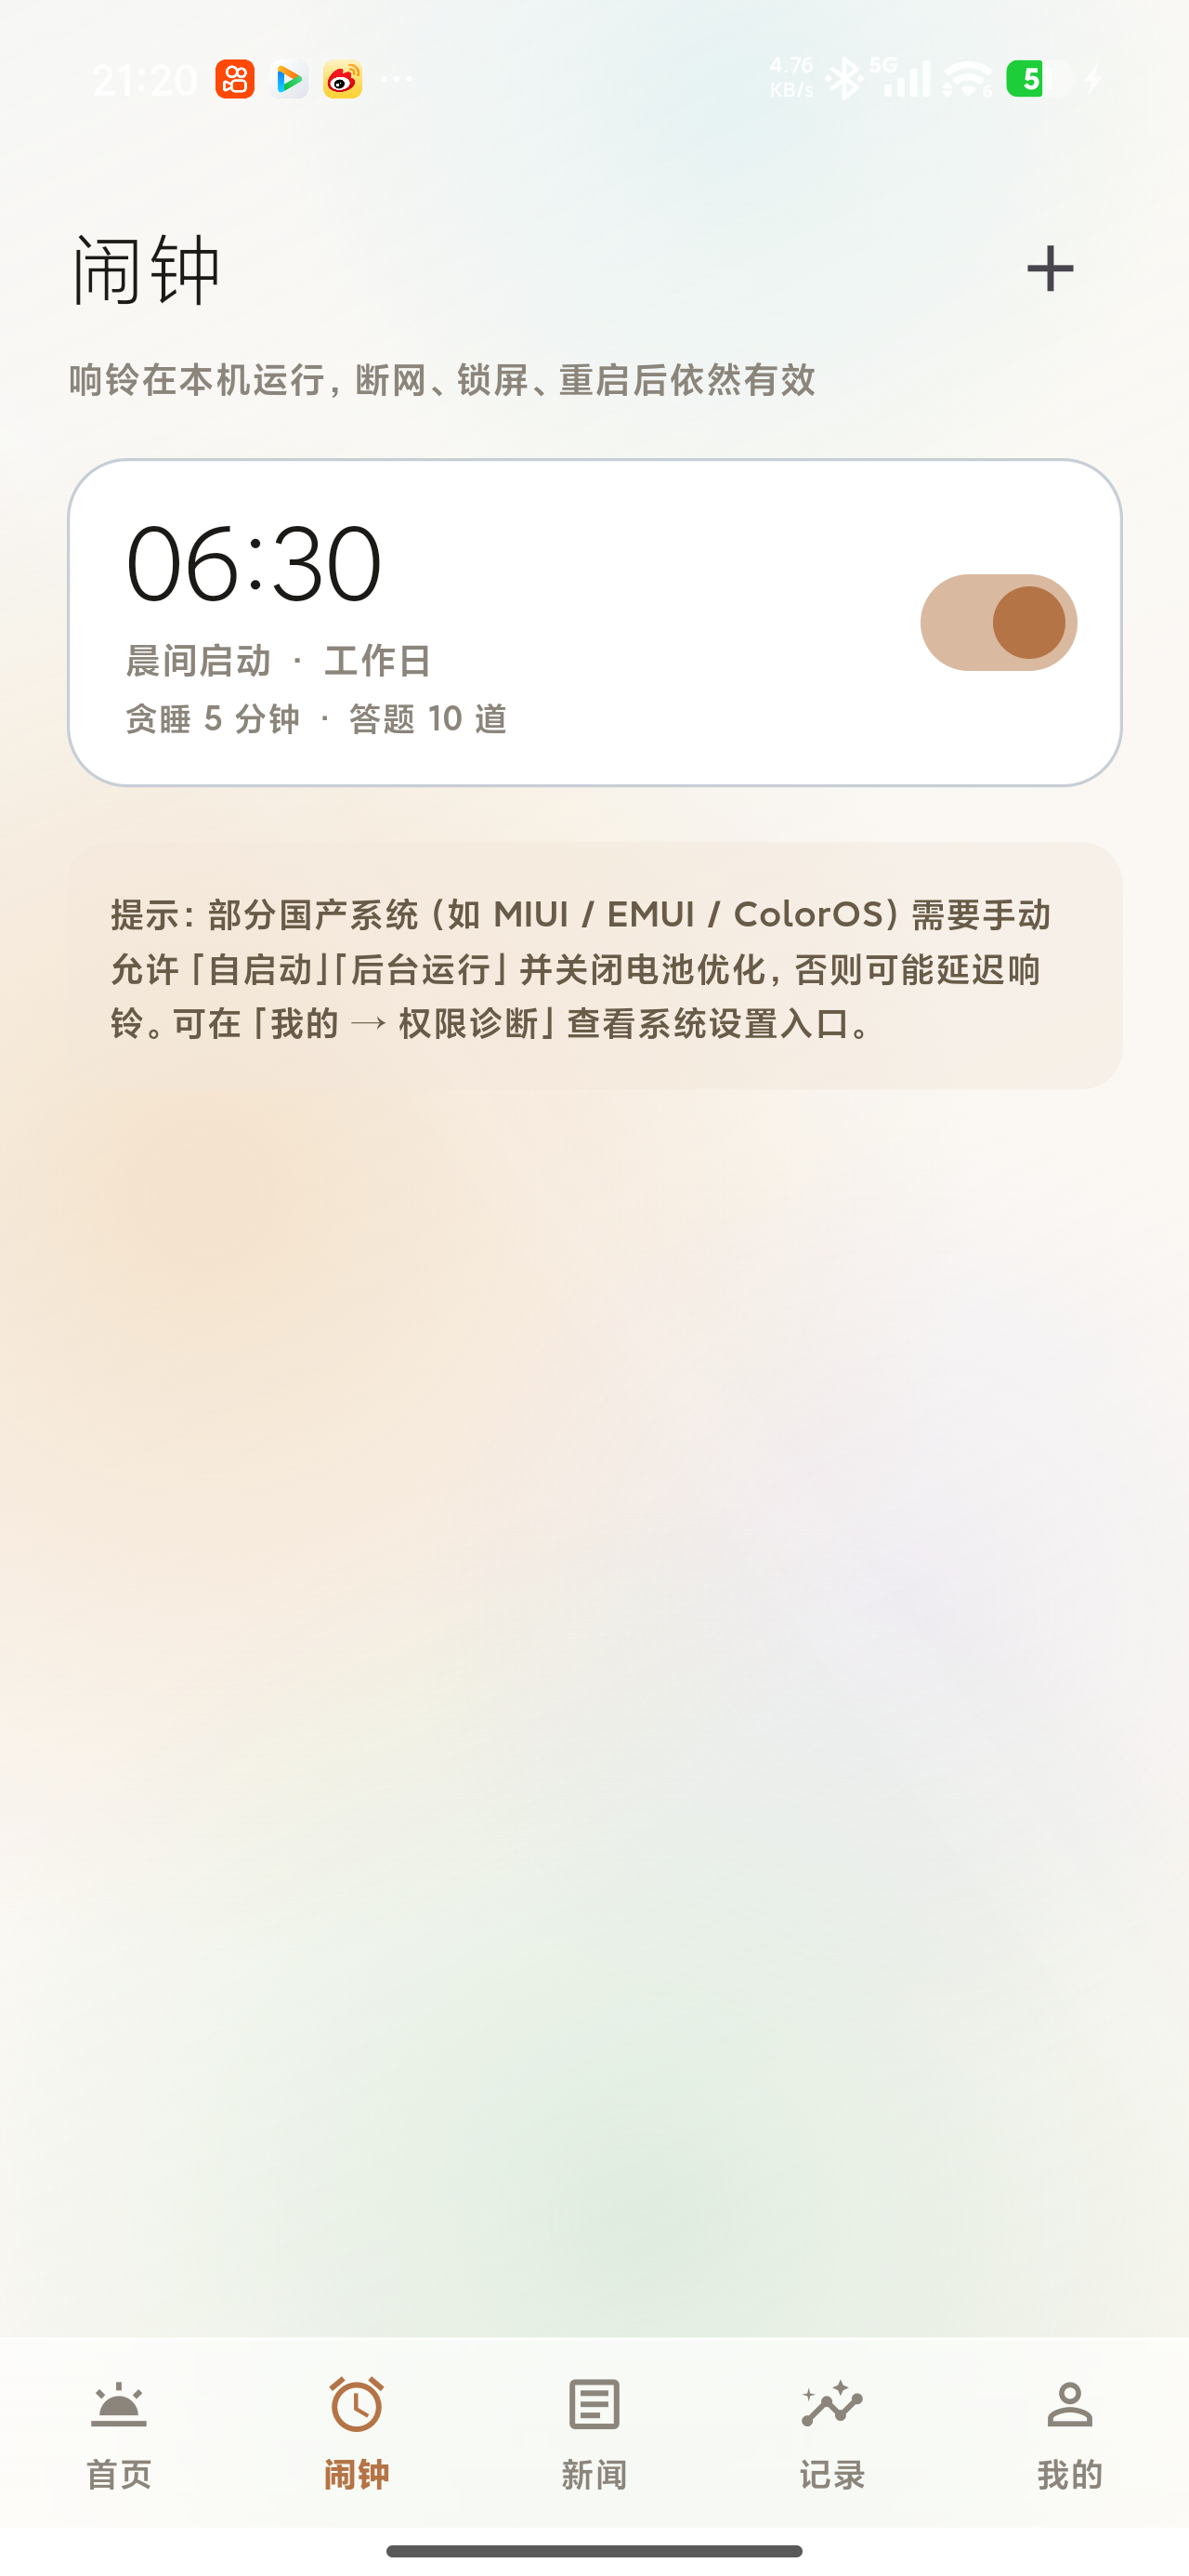 21:20
4.76 KB/s
5G
6
5
闹钟
响铃在本机运行，断网、锁屏、重启后依然有效
06:30
晨间启动 · 工作日
贪睡 5 分钟 · 答题 10 道
提示：部分国产系统（如 MIUI / EMUI / ColorOS）需要手动
允许「自启动」「后台运行」并关闭电池优化，否则可能延迟响
铃。可在「我的 → 权限诊断」查看系统设置入口。
首页
闹钟
新闻
记录
我的